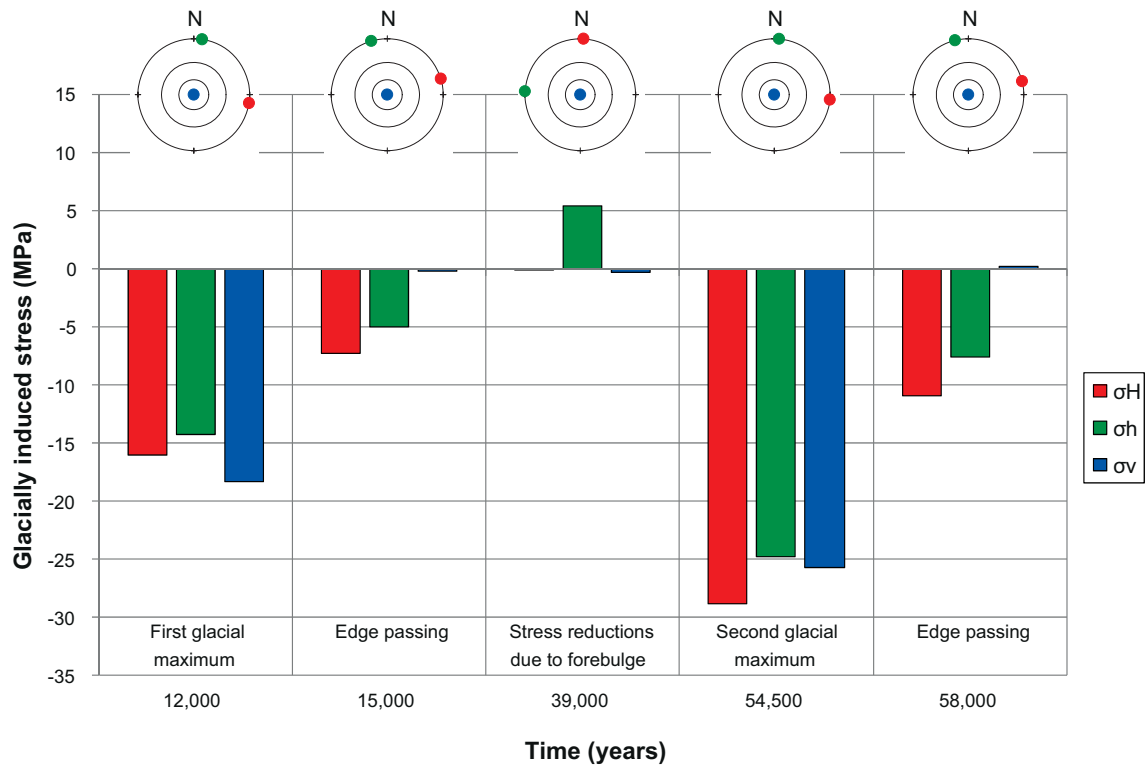 N N N N N
15
10
5
0
-5
-10
-15
-20
-25
-30
-35
Glacially induced stress (MPa)
First glacial
maximum
Edge passing
Stress reductions
due to forebulge
Second glacial
maximum
Edge passing
12,000 15,000 39,000 54,500 58,000
Time (years)
σH
σh
σv